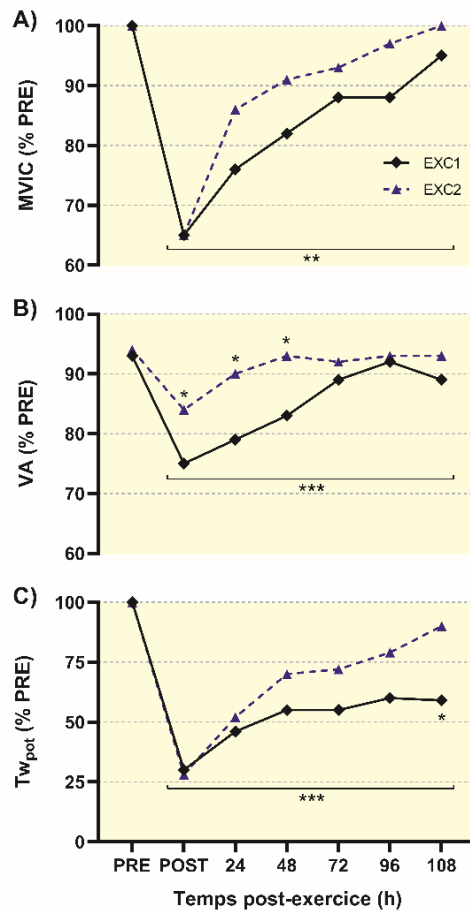 A)
MVIC (% PRE)
100
90
80
70
60
EXC1
EXC2
**
B)
VA (% PRE)
100
90
80
70
60
*
*
*
***
C)
Tw_pot (% PRE)
100
75
50
25
0
*
***
PRE POST 24 48 72 96 108
Temps post-exercice (h)